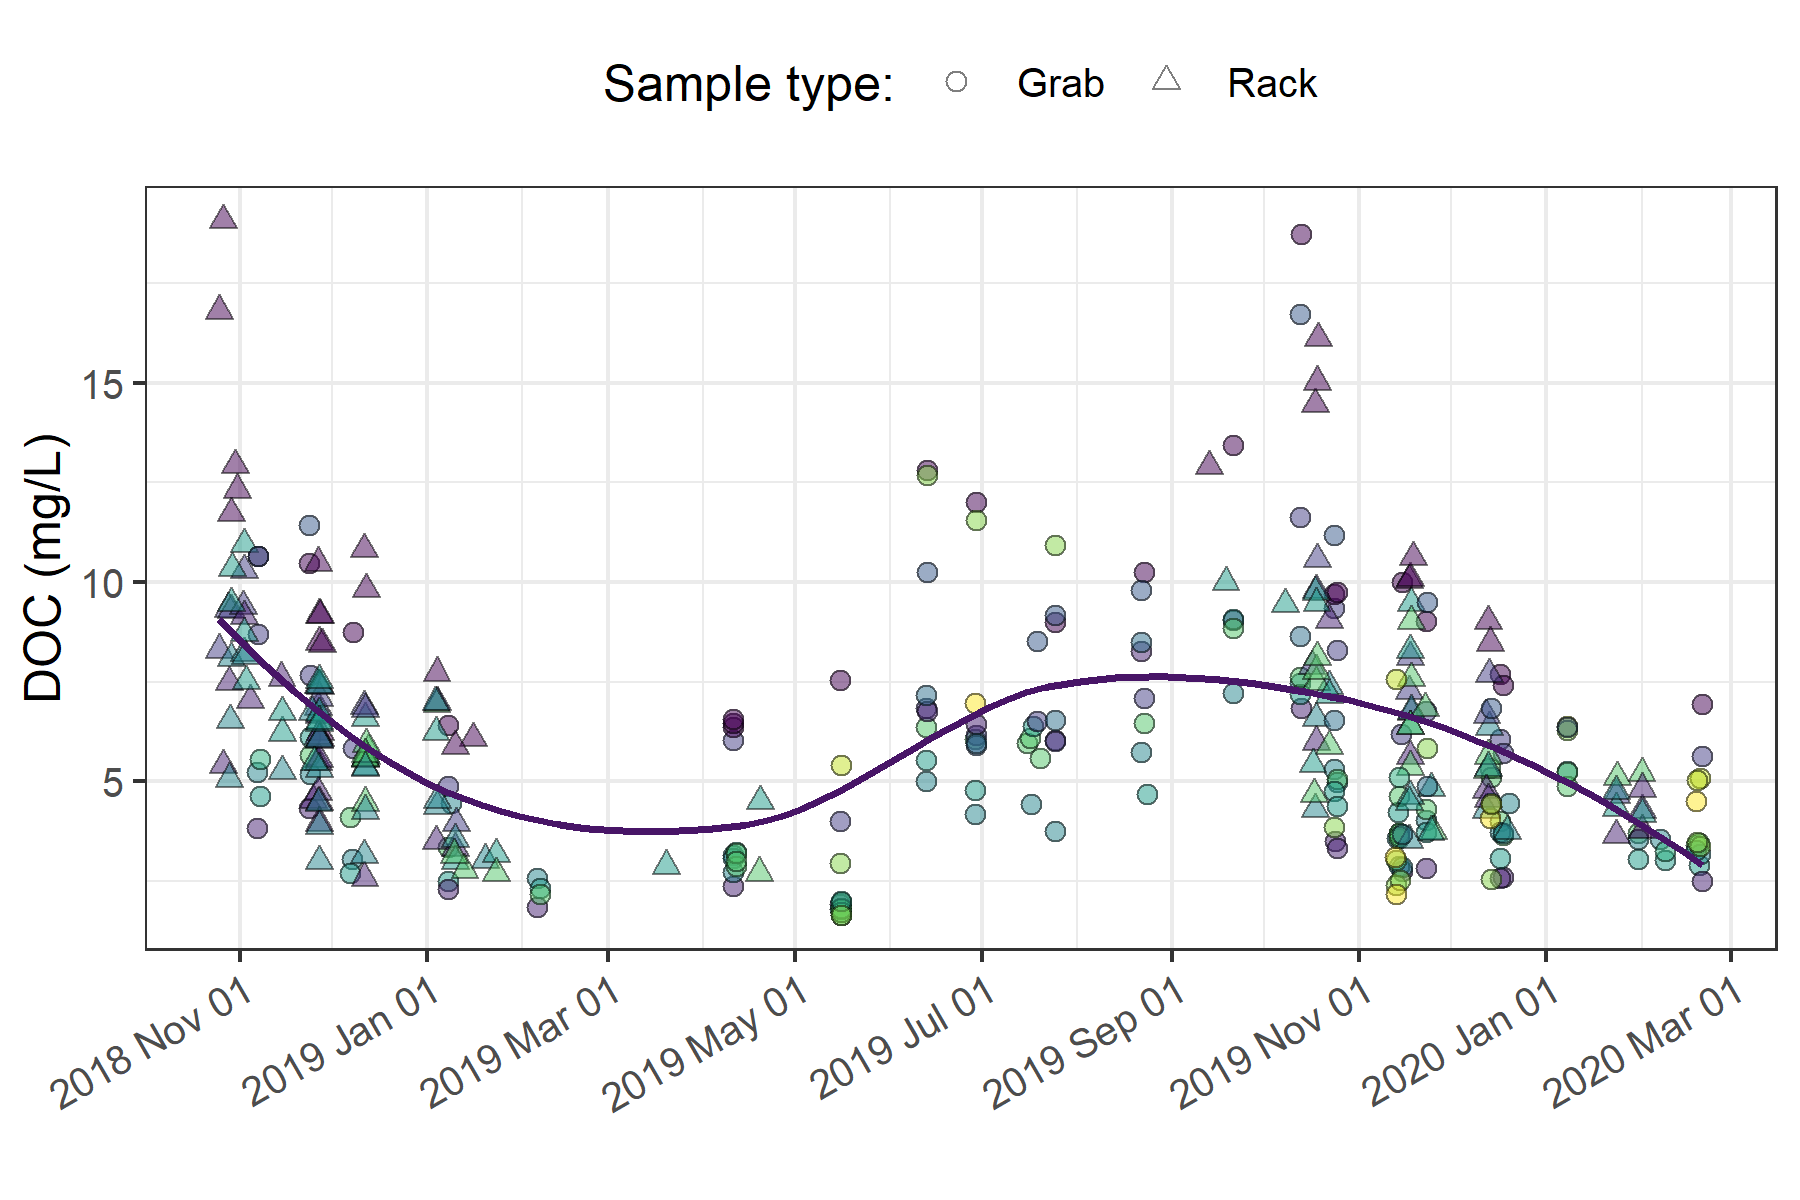 Sample type: Grab Rack
DOC (mg/L)
15
10
5
2018 Nov 01
2019 Jan 01
2019 Mar 01
2019 May 01
2019 Jul 01
2019 Sep 01
2019 Nov 01
2020 Jan 01
2020 Mar 01